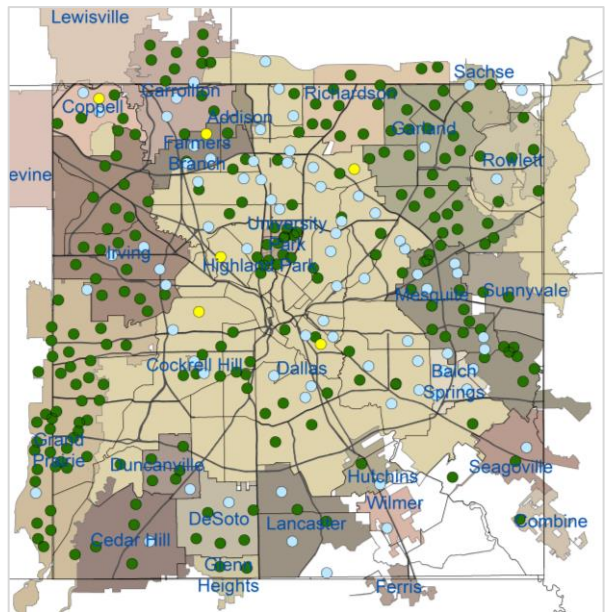 Lewisville
Sachse
Coppell
Carrollton
Richardson
Addison
Garland
Farmers
Branch
Rowlett
evine
University
Park
Irving
Highland Park
Mesquite
Sunnyvale
Cockrell Hill
Dallas
Balch
Springs
Grand
Prairie
Duncanville
Hutchins
Seagoville
Wilmer
DeSoto
Lancaster
Combine
Cedar Hill
Glenn
Heights
Ferris